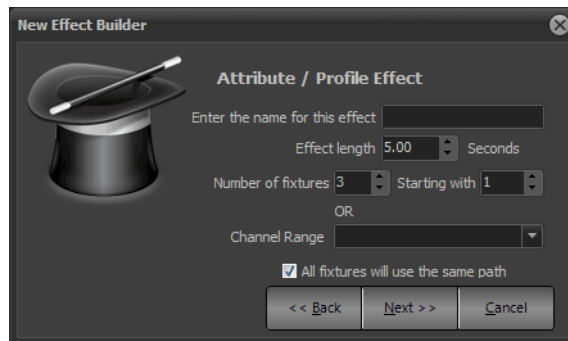 New Effect Builder
Attribute / Profile Effect
Enter the name for this effect
Effect length 5.00 Seconds
Number of fixtures 3 Starting with 1
OR
Channel Range
All fixtures will use the same path
<< Back Next >> Cancel